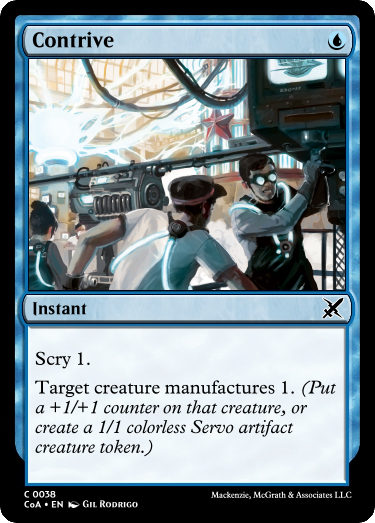 Contrive
Instant
Scry 1.
Target creature manufactures 1. (Put
a +1/+1 counter on that creature, or
create a 1/1 colorless Servo artifact
creature token.)
C 0038
CoA • EN Gil Rodrigo
Mackenzie, McGrath & Associates LLC